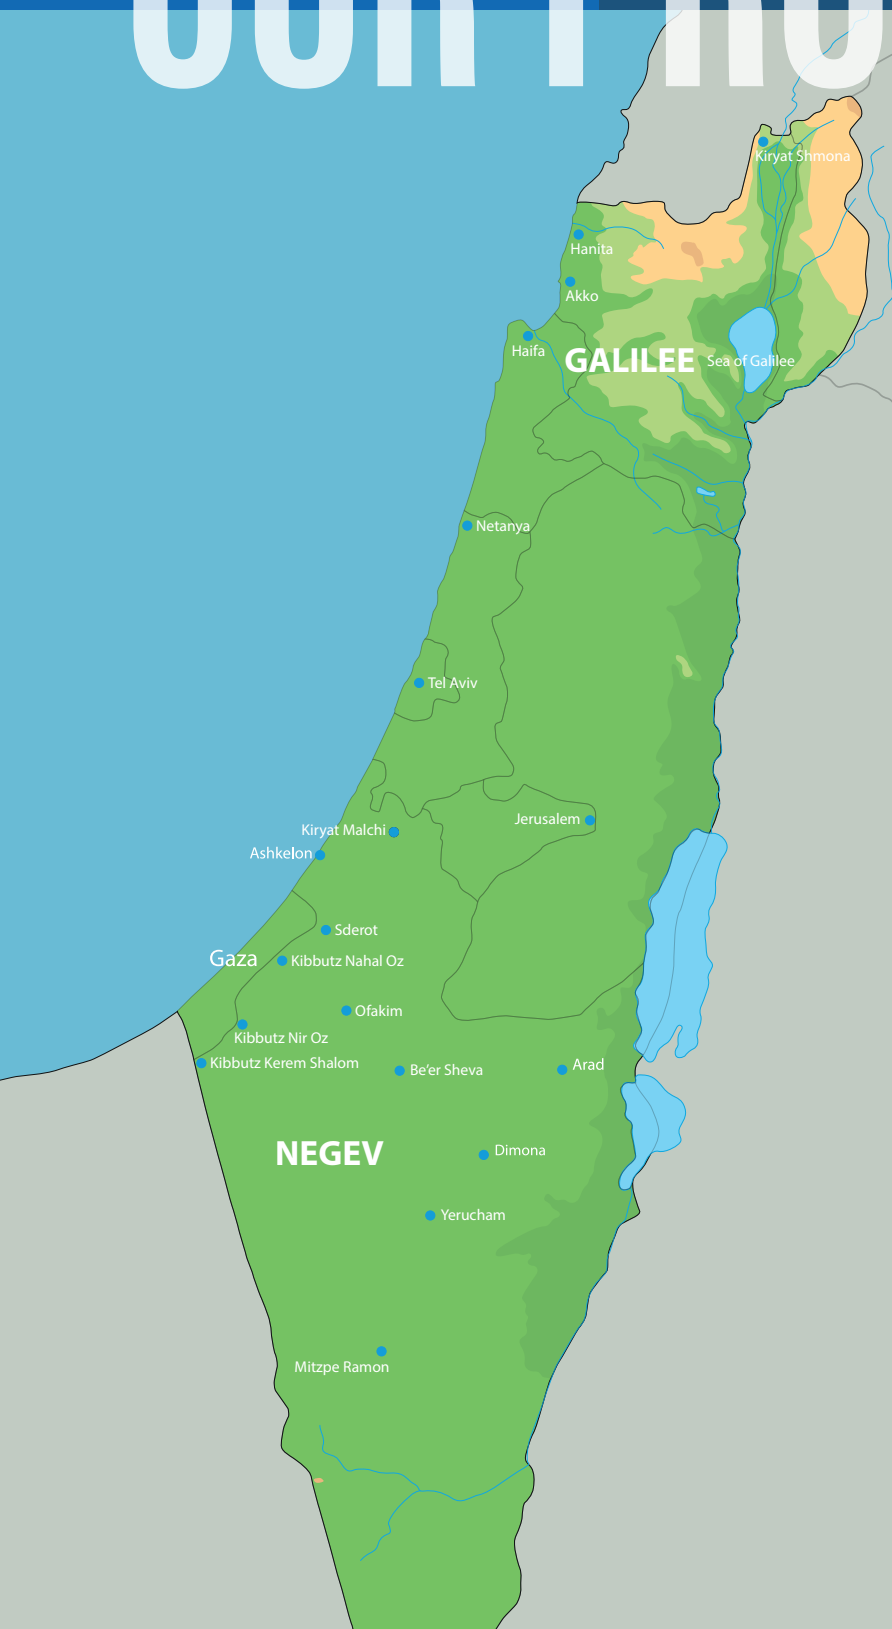 Kiryat Shmona
Hanita
Akko
Haifa
GALILEE
Sea of Galilee
Netanya
Tel Aviv
Jerusalem
Kiryat Malchi
Ashkelon
Sderot
Gaza
Kibbutz Nahal Oz
Ofakim
Kibbutz Nir Oz
Kibbutz Kerem Shalom
Be'er Sheva
Arad
NEGEV
Dimona
Yerucham
Mitzpe Ramon